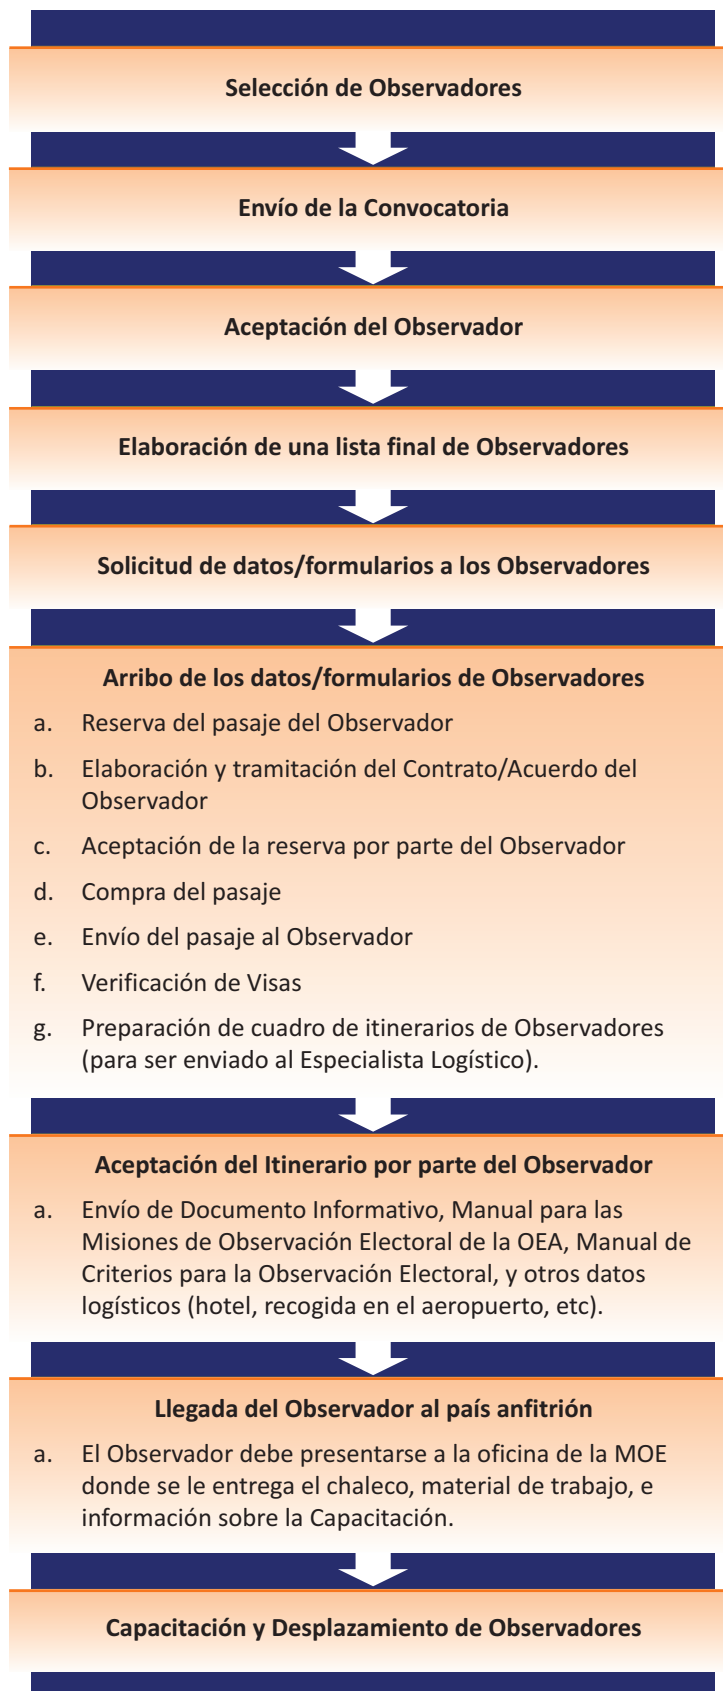 Selección de Observadores
Envío de la Convocatoria
Aceptación del Observador
Elaboración de una lista final de Observadores
Solicitud de datos/formularios a los Observadores
Arribo de los datos/formularios de Observadores
a. Reserva del pasaje del Observador
b. Elaboración y tramitación del Contrato/Acuerdo del
Observador
c. Aceptación de la reserva por parte del Observador
d. Compra del pasaje
e. Envío del pasaje al Observador
f. Verificación de Visas
g. Preparación de cuadro de itinerarios de Observadores
(para ser enviado al Especialista Logístico).
Aceptación del Itinerario por parte del Observador
a. Envío de Documento Informativo, Manual para las
Misiones de Observación Electoral de la OEA, Manual de
Criterios para la Observación Electoral, y otros datos
logísticos (hotel, recogida en el aeropuerto, etc).
Llegada del Observador al país anfitrión
a. El Observador debe presentarse a la oficina de la MOE
donde se le entrega el chaleco, material de trabajo, e
información sobre la Capacitación.
Capacitación y Desplazamiento de Observadores